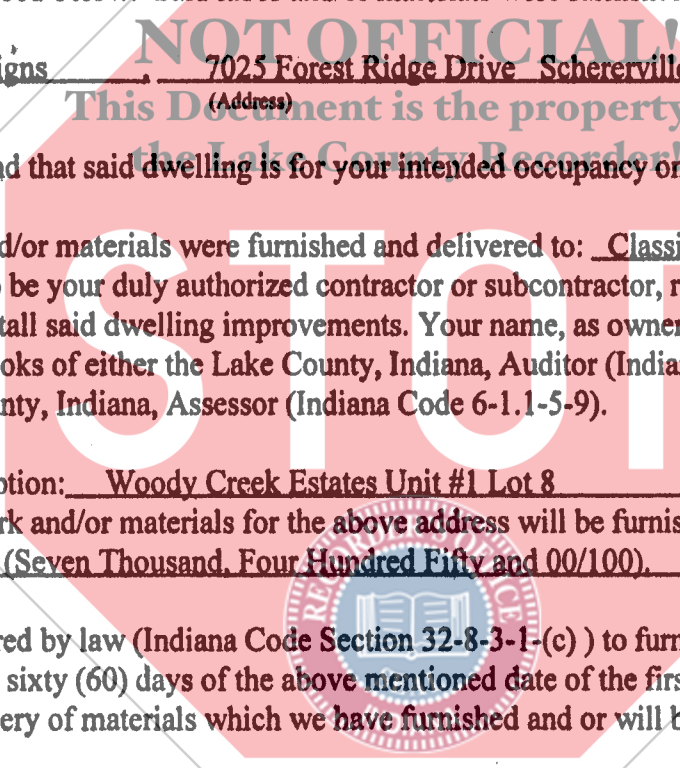 NOT OFFICIAL!
igns , 7025 Forest Ridge Drive Schererville
This Document is the property
(Address)
the Lake County Recorder!
nd that said dwelling is for your intended occupancy or
d/or materials were furnished and delivered to: Classi
o be your duly authorized contractor or subcontractor, r
tall said dwelling improvements. Your name, as owner
ooks of either the Lake County, Indiana, Auditor (India
nty, Indiana, Assessor (Indiana Code 6-1.1-5-9).
STOP
ption: Woody Creek Estates Unit #1 Lot 8
rk and/or materials for the above address will be furnis
(Seven Thousand, Four Hundred Fifty and 00/100).
RECORDER'S OFFICE
red by law (Indiana Code Section 32-8-3-1-(c) ) to furn
sixty (60) days of the above mentioned date of the firs
ery of materials which we have furnished and or will b